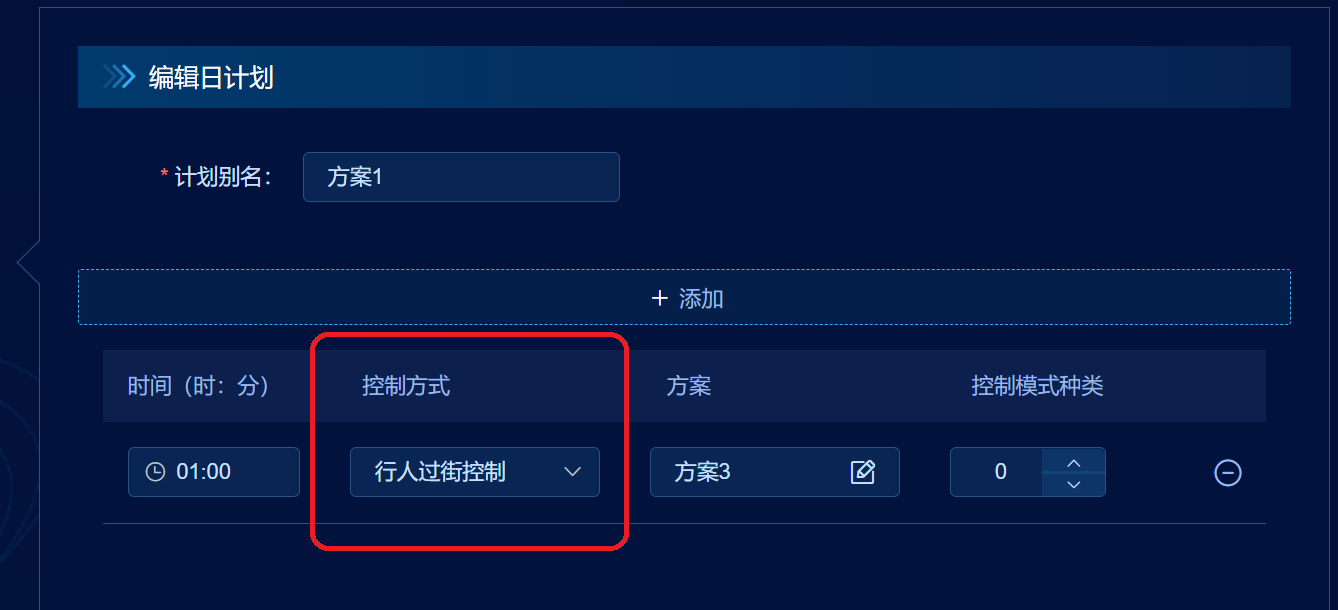 编辑日计划
* 计划别名： 方案1
+ 添加
时间（时：分） 控制方式 方案 控制模式种类
01:00 行人过街控制 方案3 0